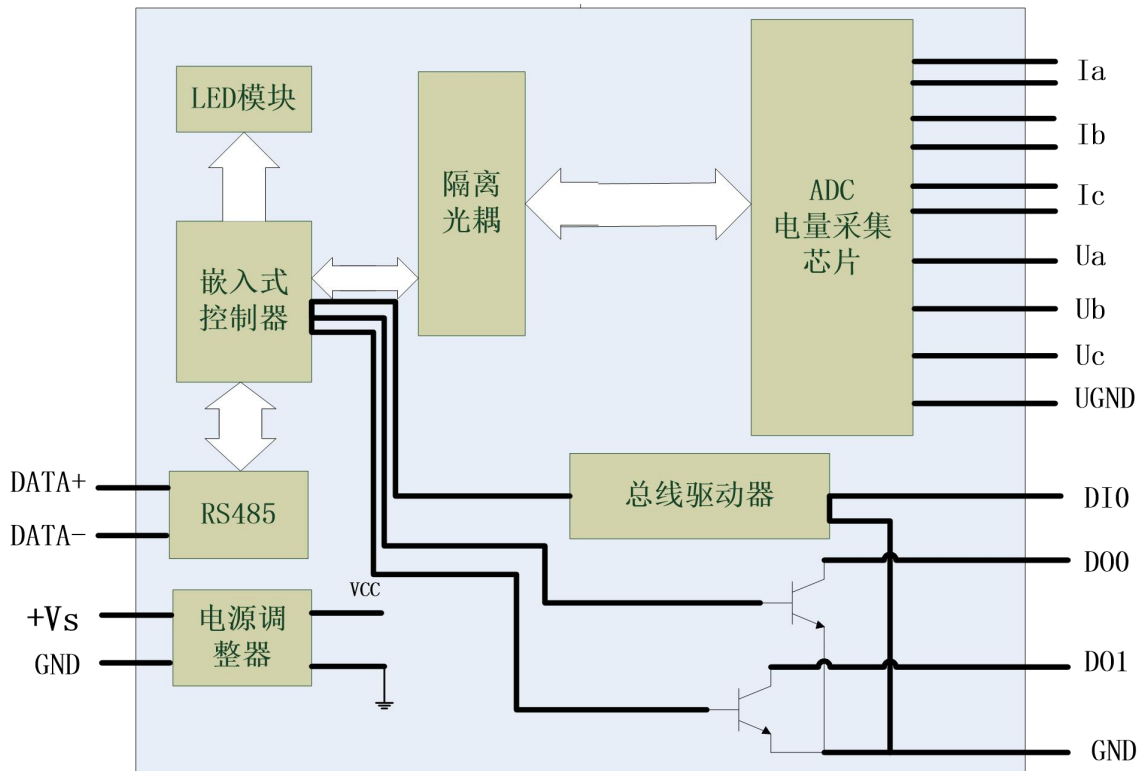 LED模块
隔离
光耦
ADC
电量采集
芯片
嵌入式
控制器
RS485
总线驱动器
电源调
整器
VCC
DATA+
DATA-
+Vs
GND
Ia
Ib
Ic
Ua
Ub
Uc
UGND
DI0
DO0
DO1
GND